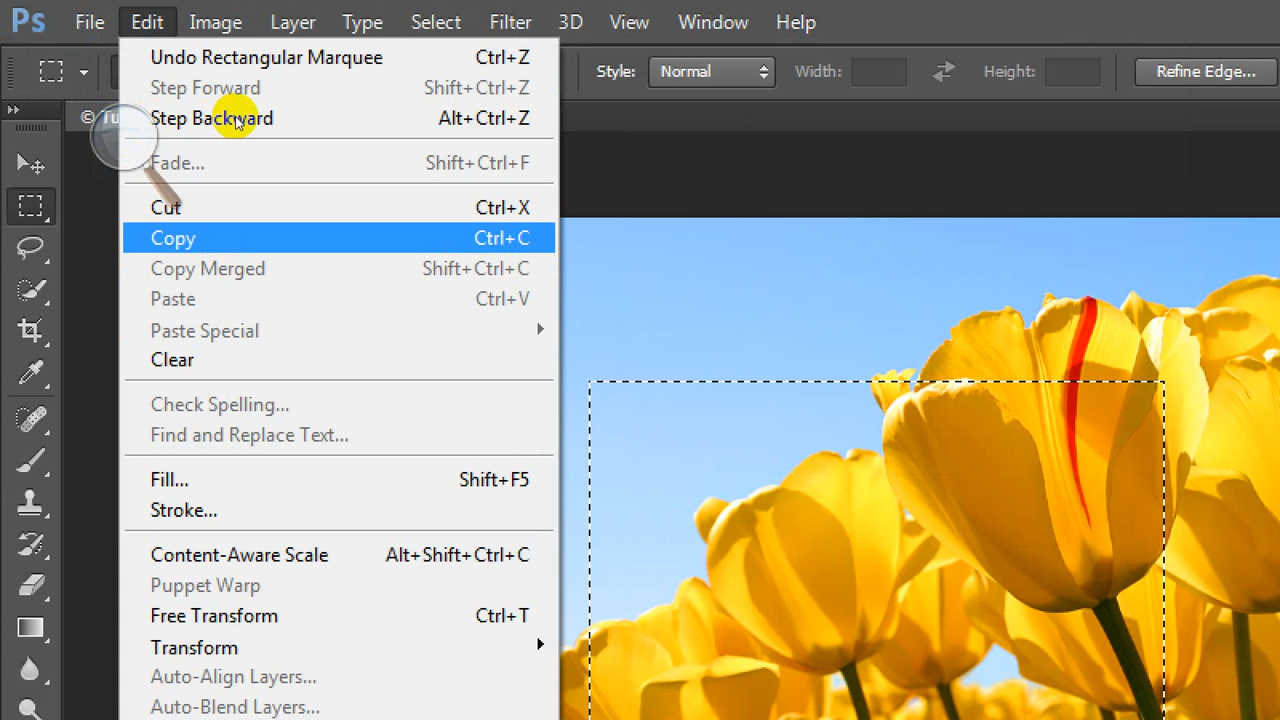 Ps File Edit Image Layer Type Select Filter 3D View Window Help
Style: Normal Width: Height: Refine Edge...
© Tu
Undo Rectangular Marquee Ctrl+Z
Step Forward Shift+Ctrl+Z
Step Backward Alt+Ctrl+Z
Fade... Shift+Ctrl+F
Cut Ctrl+X
Copy Ctrl+C
Copy Merged Shift+Ctrl+C
Paste Ctrl+V
Paste Special
Clear
Check Spelling...
Find and Replace Text...
Fill... Shift+F5
Stroke...
Content-Aware Scale Alt+Shift+Ctrl+C
Puppet Warp
Free Transform Ctrl+T
Transform
Auto-Align Layers...
Auto-Blend Layers...